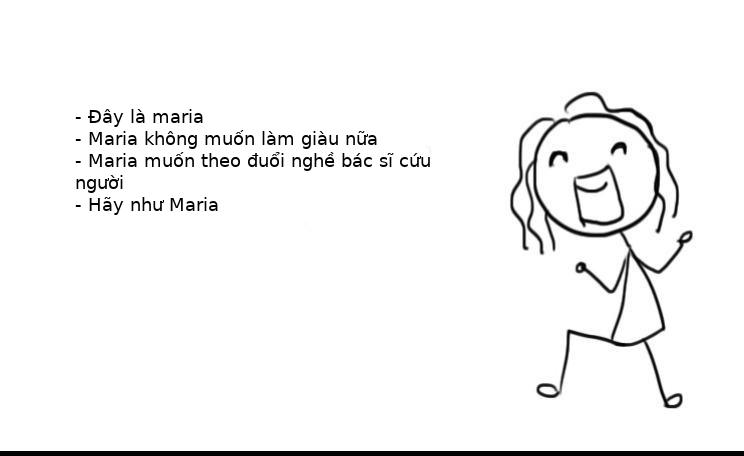 - Đây là maria
- Maria không muốn làm giàu nữa
- Maria muốn theo đuổi nghề bác sĩ cứu
người
- Hãy như Maria